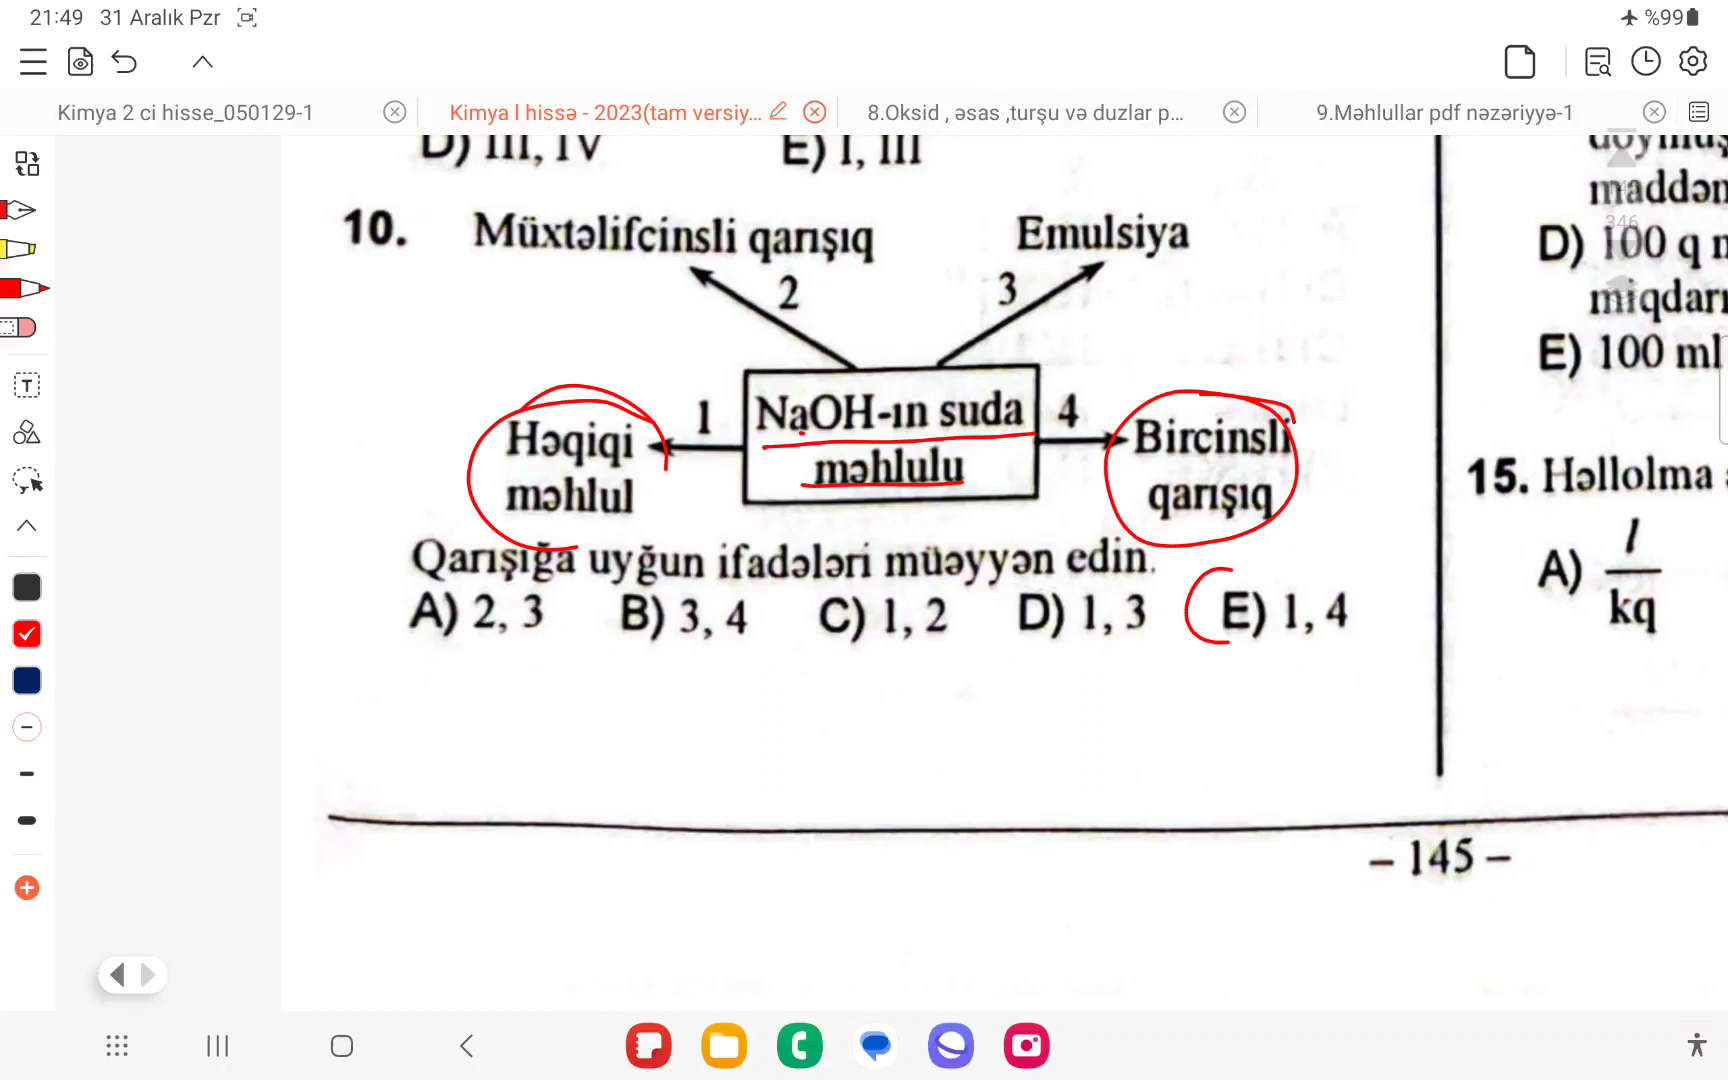 21:49 31 Aralık Pzr
%99
Kimya 2 ci hisse_050129-1
Kimya l hissə - 2023(tam versiy...
8.Oksid , əsas ,turşu və duzlar p...
9.Məhlullar pdf nəzəriyyə-1
D) III, IV E) I, III
10. Müxtəlifcinsli qarışıq Emulsiya
2 3
Həqiqi məhlul
1
NaOH-ın suda məhlulu
4
Bircinsli qarışıq
Qarışığa uyğun ifadələri müəyyən edin.
A) 2, 3 B) 3, 4 C) 1, 2 D) 1, 3 E) 1, 4
– 145 –
maddən
346
D) 100 q
miqdarı
E) 100 ml
15. Həllolma
A) l
kq
T